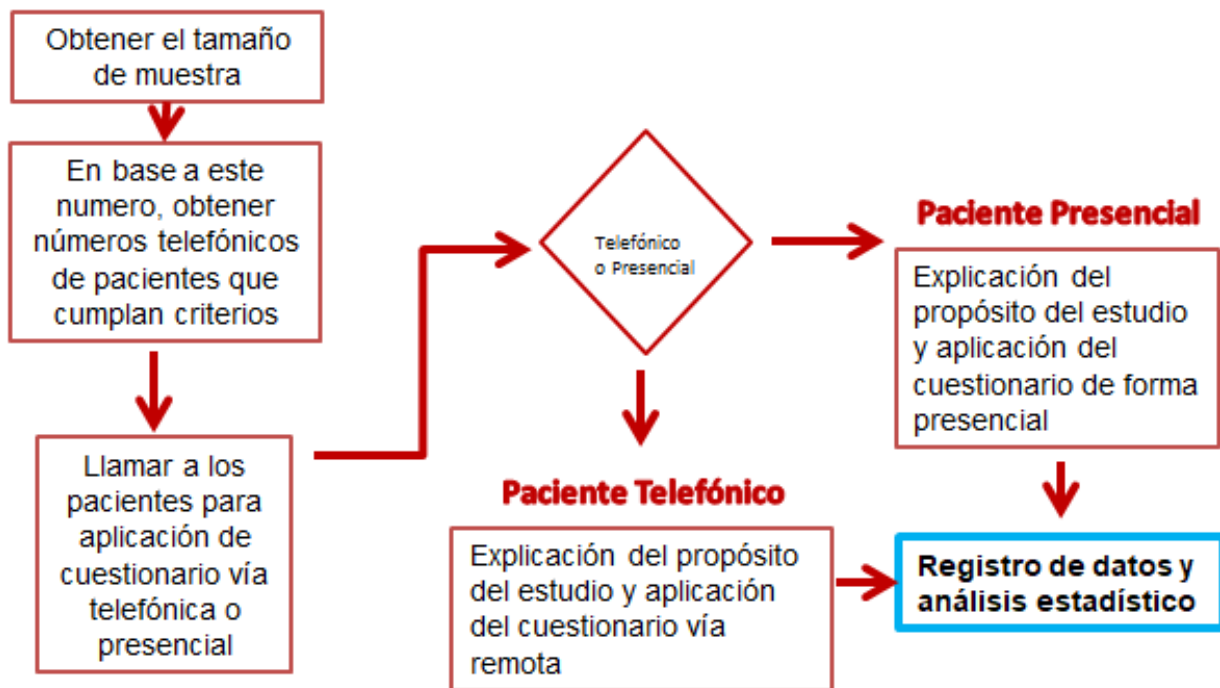 Obtener el tamaño
de muestra
En base a este
numero, obtener
números telefónicos
de pacientes que
cumplan criterios
Llamar a los
pacientes para
aplicación de
cuestionario vía
telefónica o
presencial
Telefónico
o Presencial
Paciente Presencial
Explicación del
propósito del estudio
y aplicación del
cuestionario de forma
presencial
Paciente Telefónico
Explicación del propósito
del estudio y aplicación
del cuestionario vía
remota
Registro de datos y
análisis estadístico